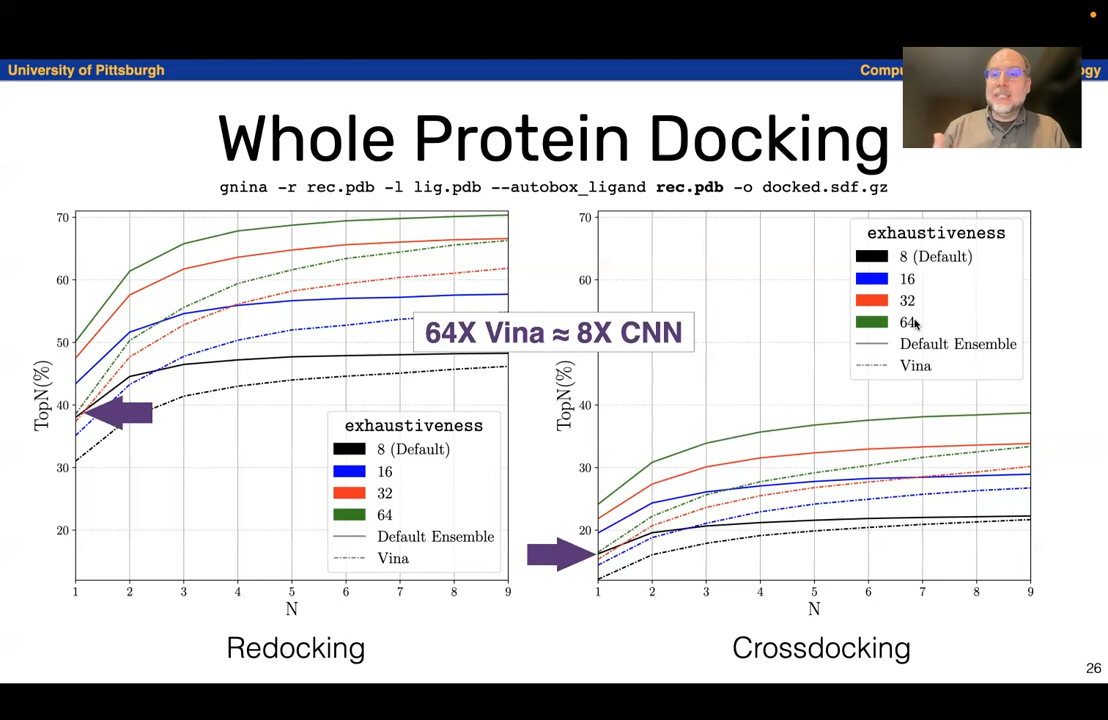 University of Pittsburgh
Compu
ogy
Whole Protein Docking
gnina -r rec.pdb -l lig.pdb --autobox_ligand rec.pdb -o docked.sdf.gz
70
60
50
40
30
20
TopN(%)
1 2 3 4 5 6 7 8 9
N
exhaustiveness
8 (Default)
16
32
64
Default Ensemble
Vina
Redocking
64X Vina ≈ 8X CNN
70
60
50
40
30
20
TopN(%)
1 2 3 4 5 6 7 8 9
N
exhaustiveness
8 (Default)
16
32
64
Default Ensemble
Vina
Crossdocking
26